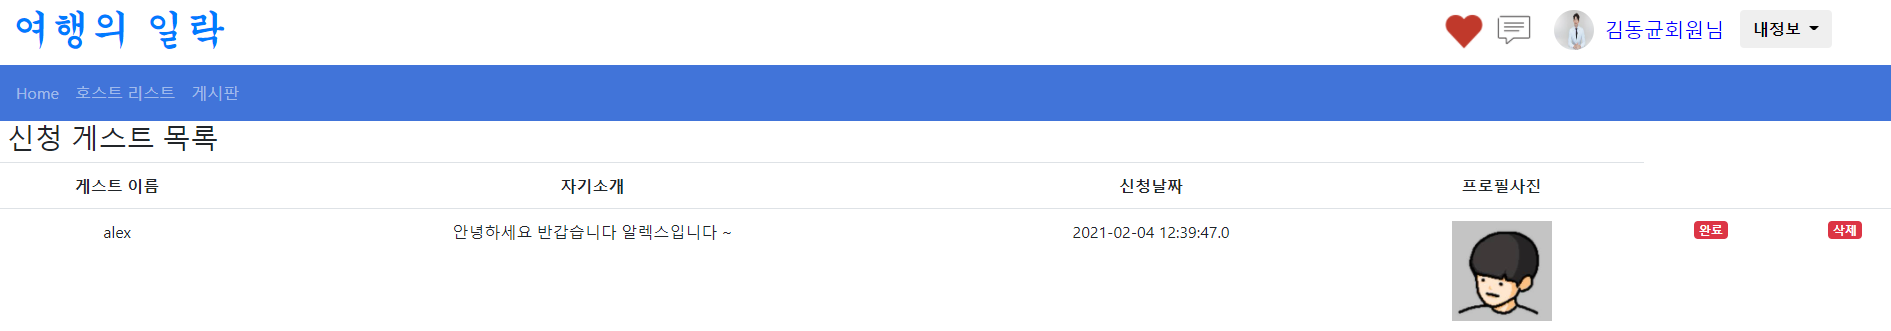 여행의 일락
김동균회원님 내정보
Home 호스트 리스트 게시판
신청 게스트 목록
게스트 이름 자기소개 신청날짜 프로필사진
alex 안녕하세요 반갑습니다 알렉스입니다 ~ 2021-02-04 12:39:47.0 완료 삭제